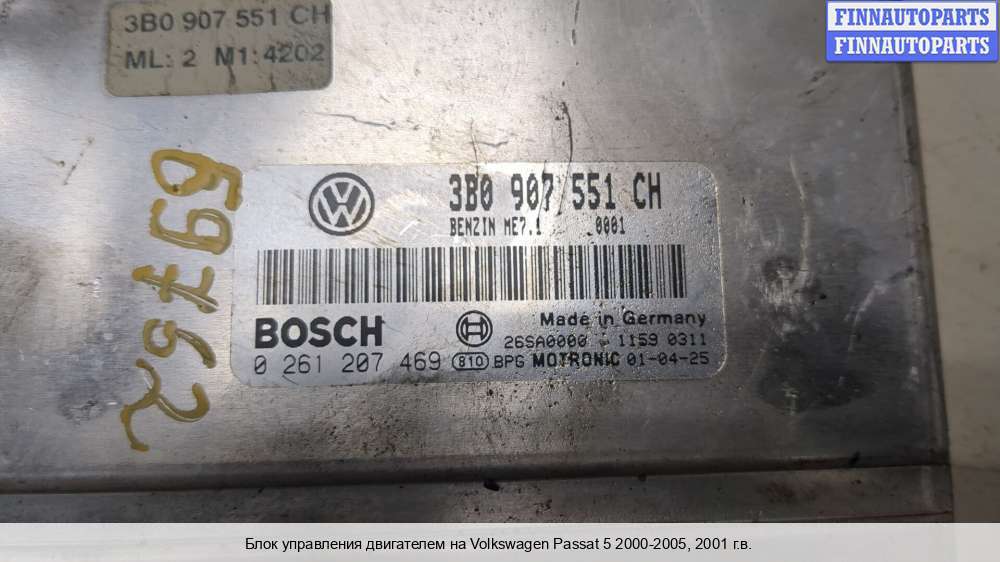 3B0 907 551 CH
ML: 2 M1: 4202
FINNAUTOPARTS
FINNAUTOPARTS
3B0 907 551 CH
BENZIN ME7.1 0001
BOSCH
Made in Germany
26SA0000 - 1159 0311
0 261 207 469 810 BPG MOTRONIC 01-04-25
69762
Блок управления двигателем на Volkswagen Passat 5 2000-2005, 2001 г.в.